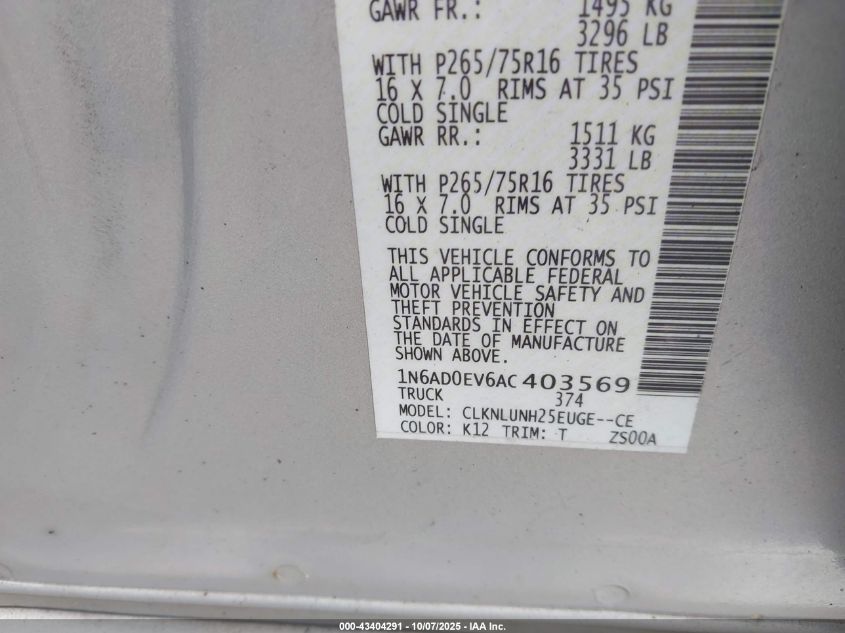 GAWR FR.: 1495 KG
3296 LB
WITH P265/75R16 TIRES
16 X 7.0 RIMS AT 35 PSI
COLD SINGLE
GAWR RR.: 1511 KG
3331 LB
WITH P265/75R16 TIRES
16 X 7.0 RIMS AT 35 PSI
COLD SINGLE
THIS VEHICLE CONFORMS TO
ALL APPLICABLE FEDERAL
MOTOR VEHICLE SAFETY AND
THEFT PREVENTION
STANDARDS IN EFFECT ON
THE DATE OF MANUFACTURE
SHOWN ABOVE.
1N6AD0EV6AC403569
TRUCK 374
MODEL: CLKNLUNH25EUGE--CE
COLOR: K12 TRIM: T ZS00A
000-43404291 - 10/07/2025 - IAA Inc.